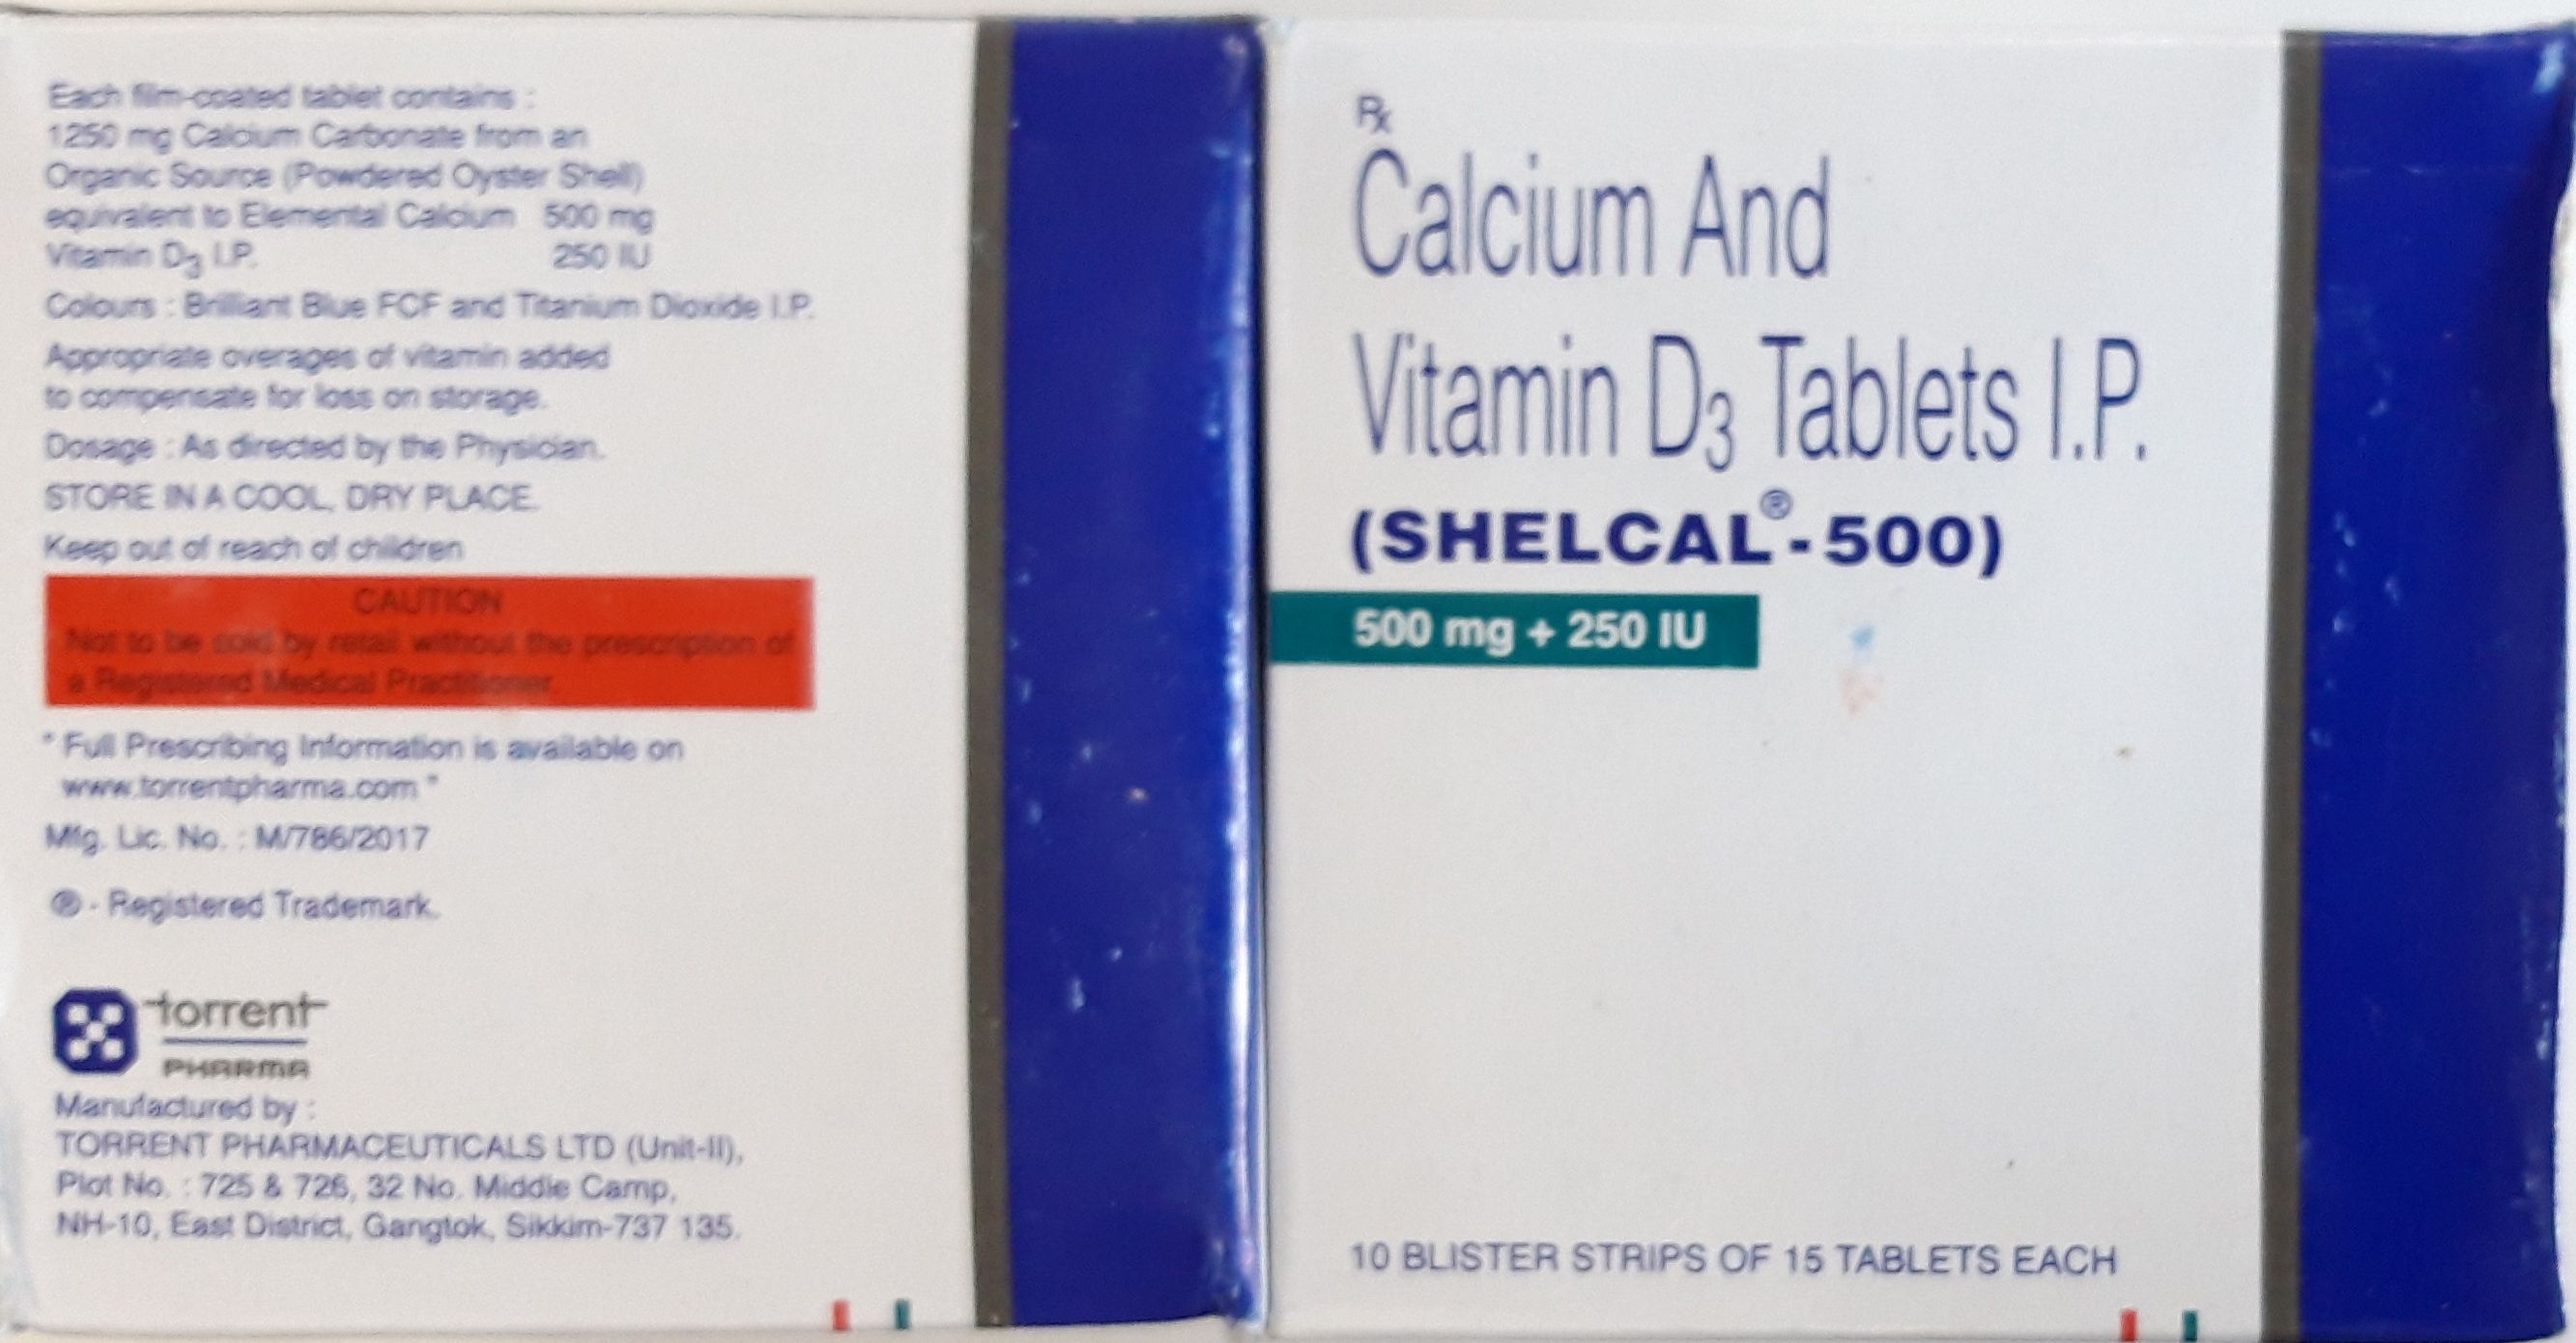 Each film-coated tablet contains :
1250 mg Calcium Carbonate from an
Organic Source (Powdered Oyster Shell)
equivalent to Elemental Calcium 500 mg
Vitamin D3 I.P. 250 IU
Colours : Brilliant Blue FCF and Titanium Dioxide I.P.
Appropriate overages of vitamin added
to compensate for loss on storage.
Dosage : As directed by the Physician.
STORE IN A COOL, DRY PLACE.
Keep out of reach of children
CAUTION
Not to be sold by retail without the prescription of
a Registered Medical Practitioner.
* Full Prescribing Information is available on
www.torrentpharma.com *
Mfg. Lic. No. : M/786/2017
® - Registered Trademark.
torrent
PHARMA
Manufactured by :
TORRENT PHARMACEUTICALS LTD (Unit-II),
Plot No. : 725 & 726, 32 No. Middle Camp,
NH-10, East District, Gangtok, Sikkim-737 135.
Rx
Calcium And
Vitamin D3 Tablets I.P.
(SHELCAL®-500)
500 mg + 250 IU
10 BLISTER STRIPS OF 15 TABLETS EACH